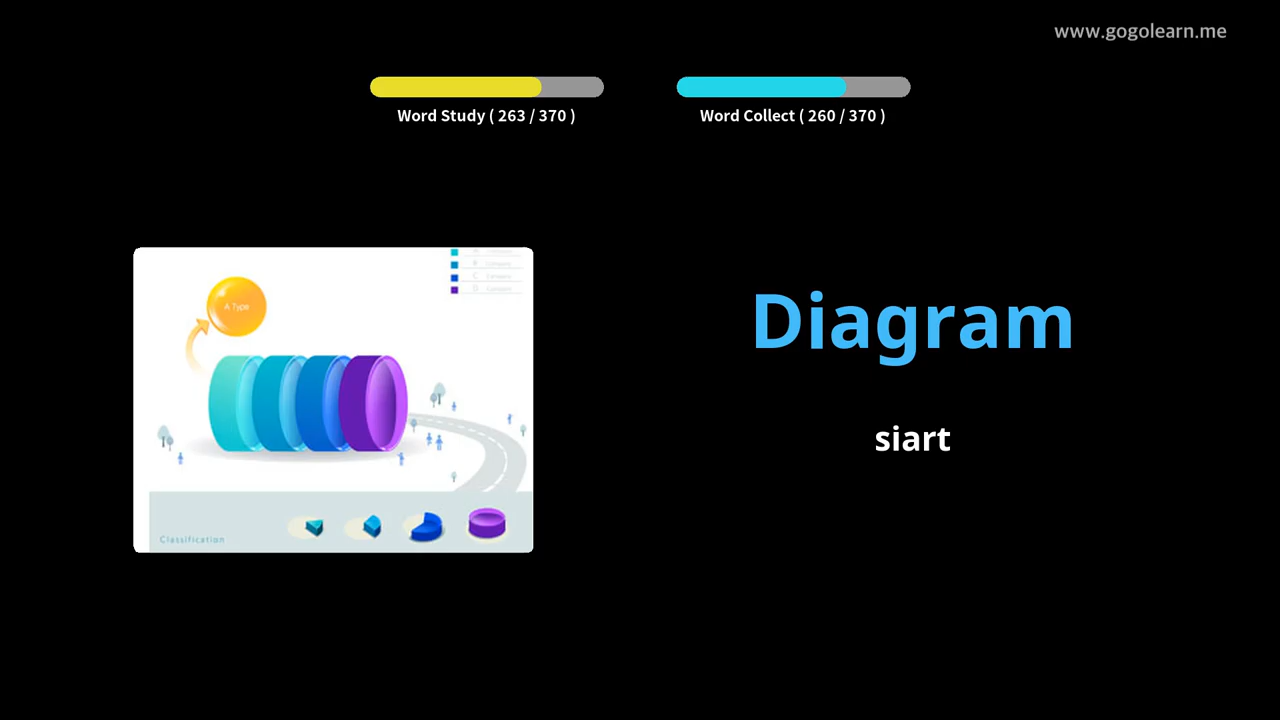 www.gogolearn.me
Word Study ( 263 / 370 )
Word Collect ( 260 / 370 )
A Type
C
Diagram
siart
Classification